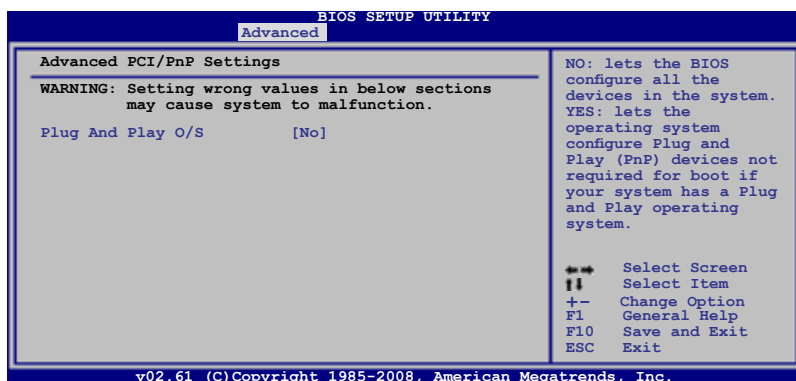 BIOS SETUP UTILITY
Advanced
Advanced PCI/PnP Settings
WARNING: Setting wrong values in below sections
may cause system to malfunction.
Plug And Play O/S [No]
NO: lets the BIOS
configure all the
devices in the system.
YES: lets the
operating system
configure Plug and
Play (PnP) devices not
required for boot if
your system has a Plug
and Play operating
system.
←→ Select Screen
↑↓ Select Item
+- Change Option
F1 General Help
F10 Save and Exit
ESC Exit
v02.61 (C)Copyright 1985-2008, American Megatrends, Inc.